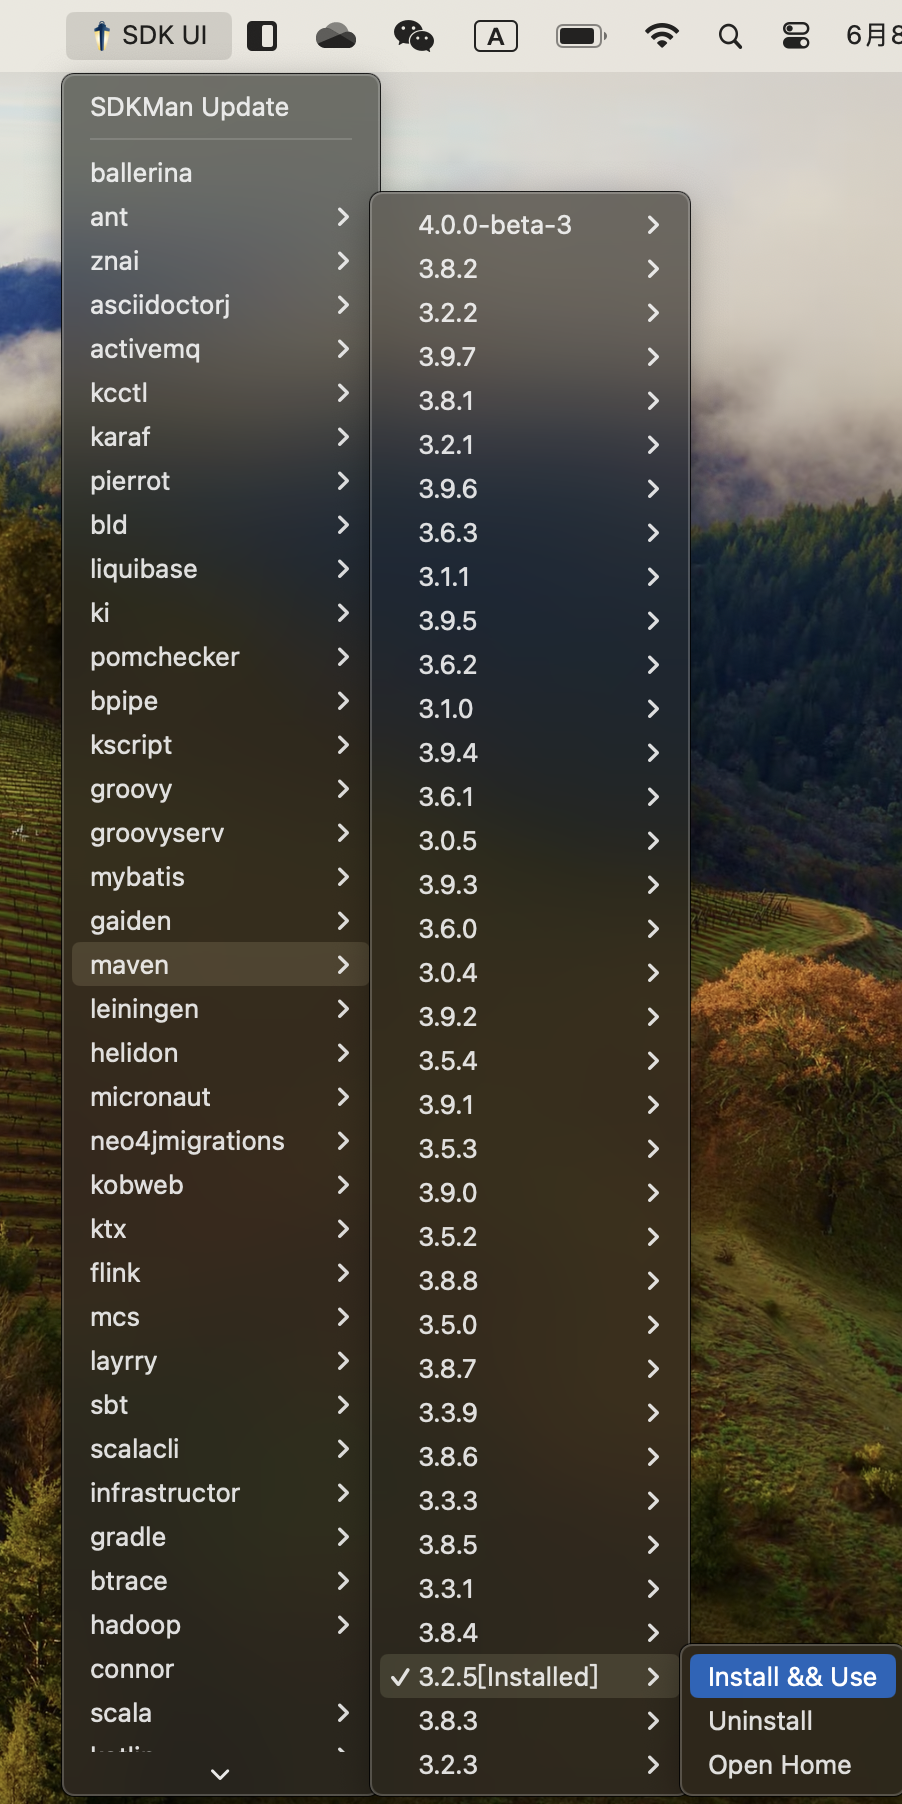 SDK UI
A
6月8
SDKMan Update
ballerina
ant
znai
asciidoctorj
activemq
kcctl
karaf
pierrot
bld
liquibase
ki
pomchecker
bpipe
kscript
groovy
groovyserv
mybatis
gaiden
maven
leiningen
helidon
micronaut
neo4jmigrations
kobweb
ktx
flink
mcs
layrry
sbt
scalacli
infrastructor
gradle
btrace
hadoop
connor
scala
4.0.0-beta-3
3.8.2
3.2.2
3.9.7
3.8.1
3.2.1
3.9.6
3.6.3
3.1.1
3.9.5
3.6.2
3.1.0
3.9.4
3.6.1
3.0.5
3.9.3
3.6.0
3.0.4
3.9.2
3.5.4
3.9.1
3.5.3
3.9.0
3.5.2
3.8.8
3.5.0
3.8.7
3.3.9
3.8.6
3.3.3
3.8.5
3.3.1
3.8.4
✓ 3.2.5[Installed]
3.8.3
3.2.3
Install && Use
Uninstall
Open Home